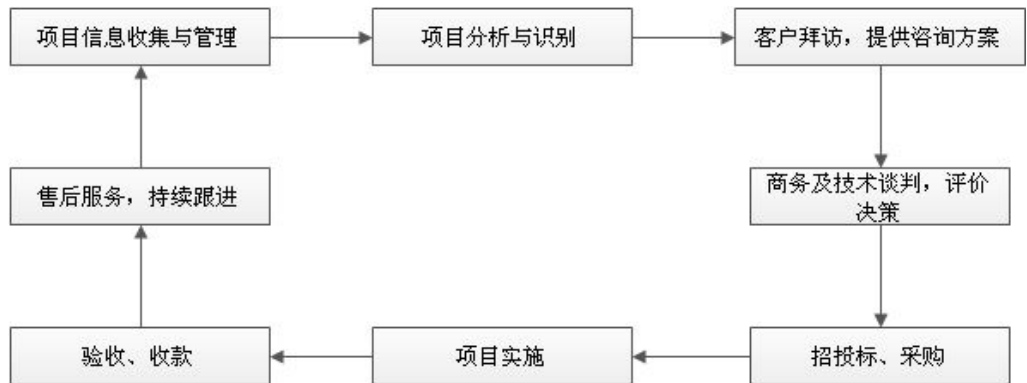 项目信息收集与管理
项目分析与识别
客户拜访，提供咨询方案
售后服务，持续跟进
商务及技术谈判，评价
决策
验收、收款
项目实施
招投标、采购